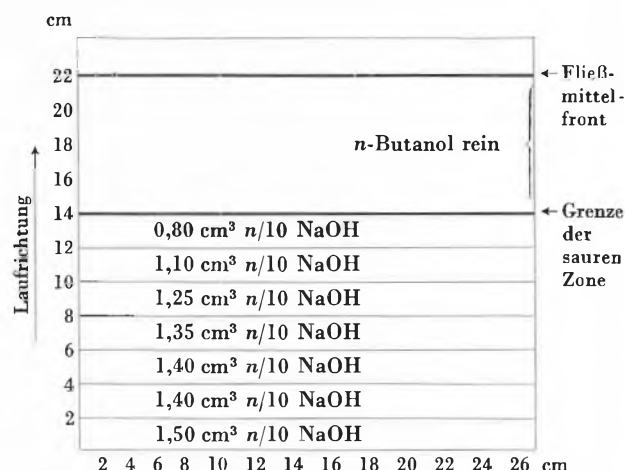 cm
22
20
18
16
14
12
10
8
6
4
2
Laufrichtung
n-Butanol rein
0,80 cm³ n/10 NaOH
1,10 cm³ n/10 NaOH
1,25 cm³ n/10 NaOH
1,35 cm³ n/10 NaOH
1,40 cm³ n/10 NaOH
1,40 cm³ n/10 NaOH
1,50 cm³ n/10 NaOH
← Fließ-
mittel-
front
← Grenze
der
sauren
Zone
2 4 6 8 10 12 14 16 18 20 22 24 26 cm